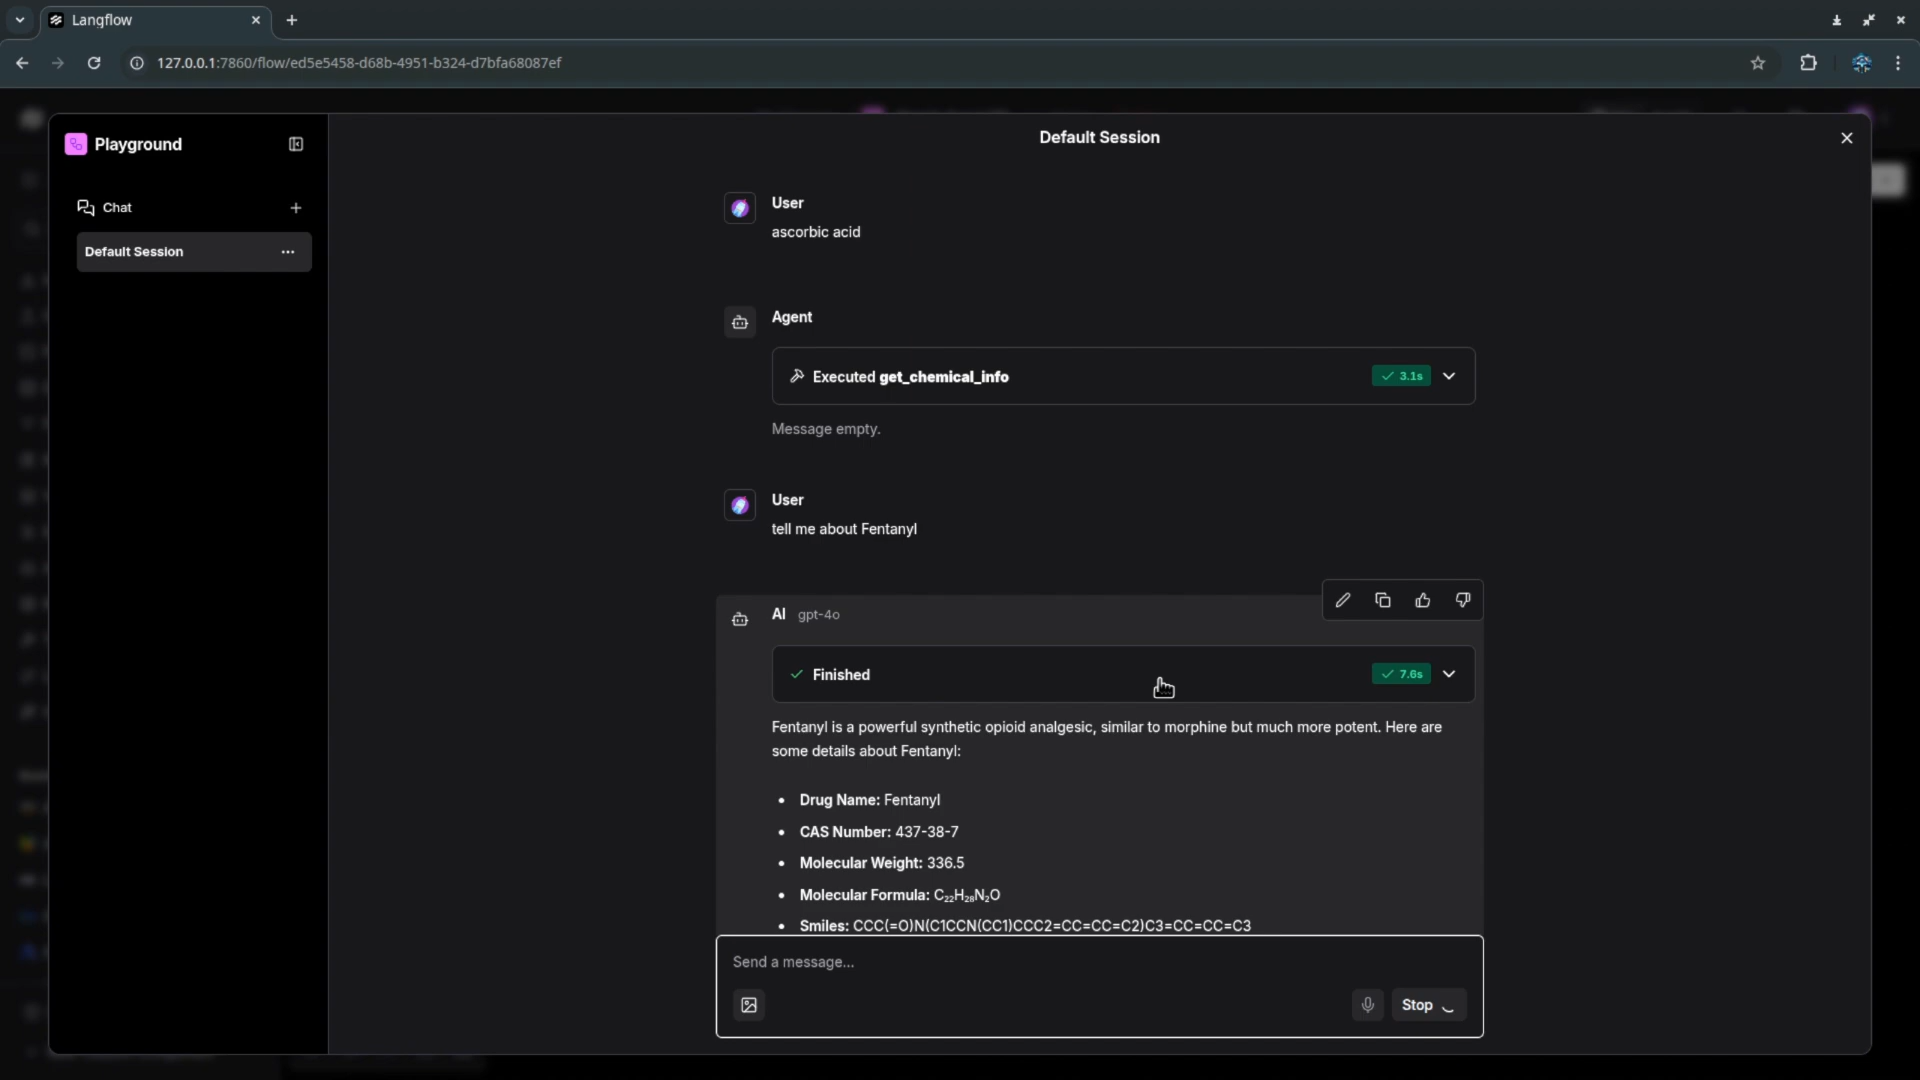 Langflow
127.0.0.1:7860/flow/ed5e5458-d68b-4951-b324-d7bfa68087ef
Playground
Default Session
Chat
Default Session
User
ascorbic acid
Agent
Executed get_chemical_info
3.1s
Message empty.
User
tell me about Fentanyl
AI gpt-4o
Finished
7.6s
Fentanyl is a powerful synthetic opioid analgesic, similar to morphine but much more potent. Here are
some details about Fentanyl:
• Drug Name: Fentanyl
• CAS Number: 437-38-7
• Molecular Weight: 336.5
• Molecular Formula: C₂₂H₂₈N₂O
• Smiles: CCC(=O)N(C1CCN(CC1)CCC2=CC=CC=C2)C3=CC=CC=C3
Send a message...
Stop